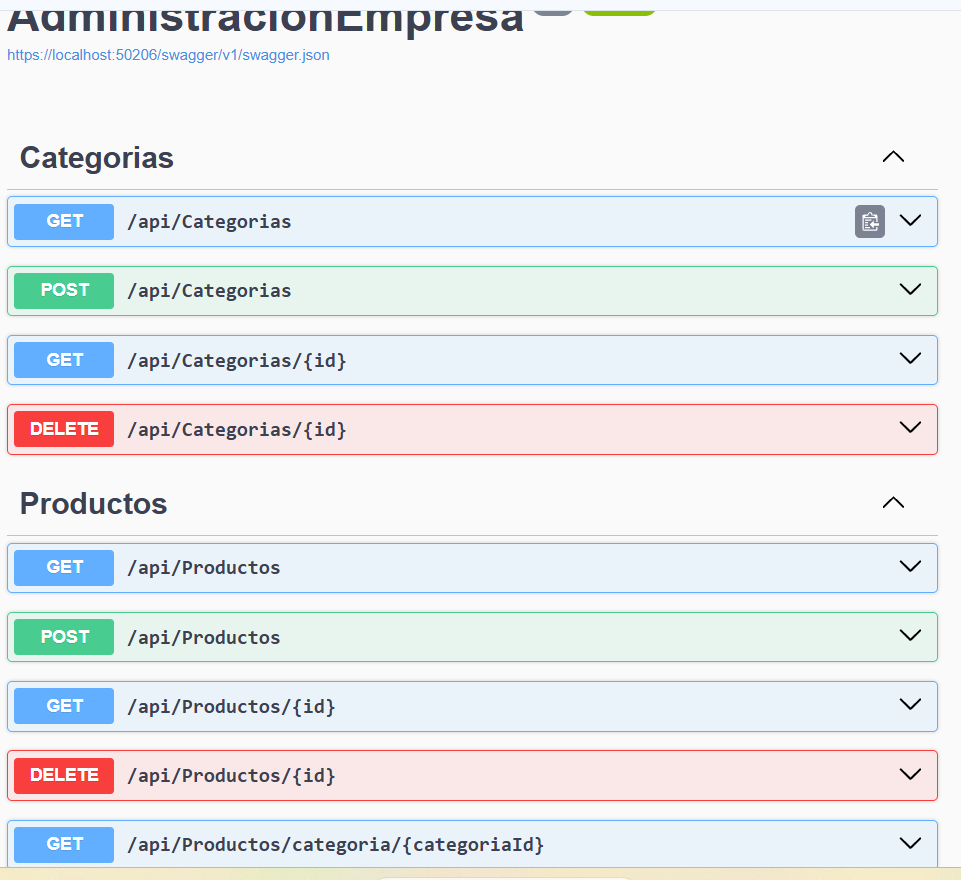 AdministracionEmpresa
https://localhost:50206/swagger/v1/swagger.json
Categorias
GET /api/Categorias
POST /api/Categorias
GET /api/Categorias/{id}
DELETE /api/Categorias/{id}
Productos
GET /api/Productos
POST /api/Productos
GET /api/Productos/{id}
DELETE /api/Productos/{id}
GET /api/Productos/categoria/{categoriaId}